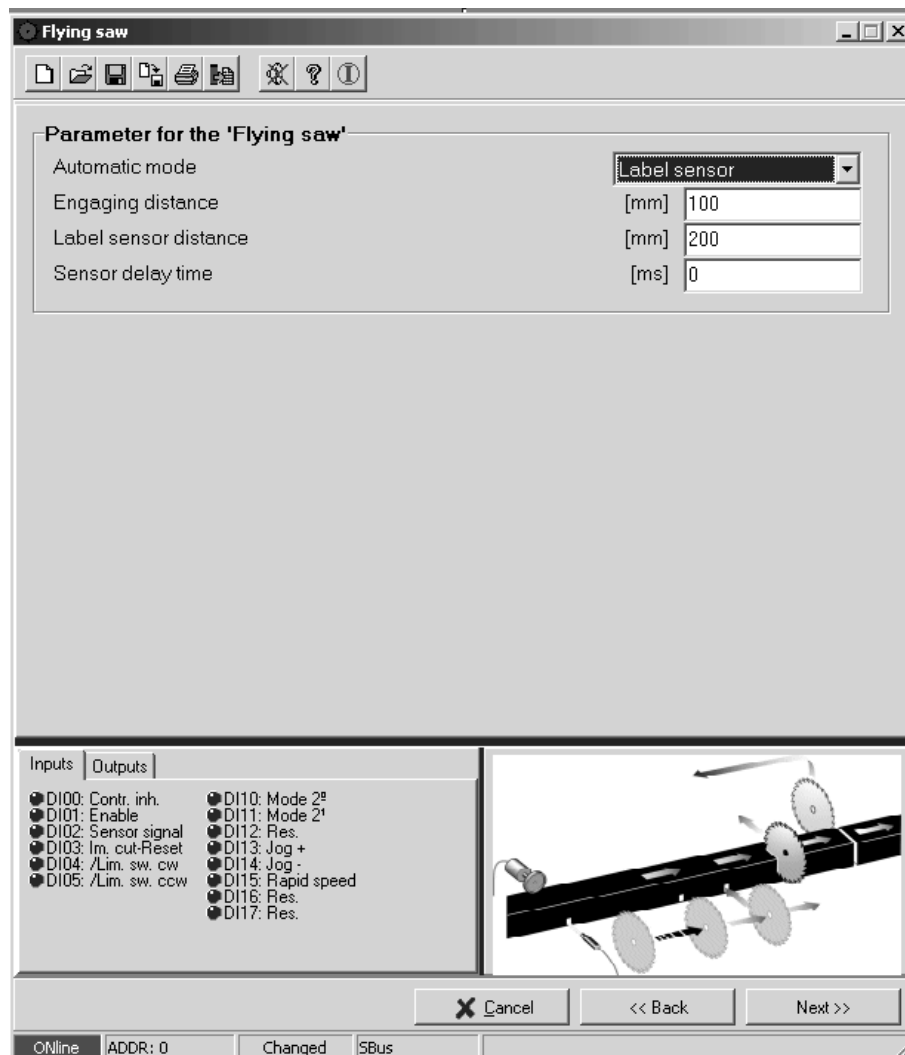 Flying saw
Parameter for the 'Flying saw'
Automatic mode Label sensor
Engaging distance [mm] 100
Label sensor distance [mm] 200
Sensor delay time [ms] 0
Inputs Outputs
DI00: Contr. inh. DI10: Mode 2º
DI01: Enable DI11: Mode 2¹
DI02: Sensor signal DI12: Res.
DI03: Im. cut-Reset DI13: Jog +
DI04: /Lim. sw. cw DI14: Jog -
DI05: /Lim. sw. ccw DI15: Rapid speed
DI16: Res.
DI17: Res.
Cancel << Back Next >>
ONline ADDR: 0 Changed SBus